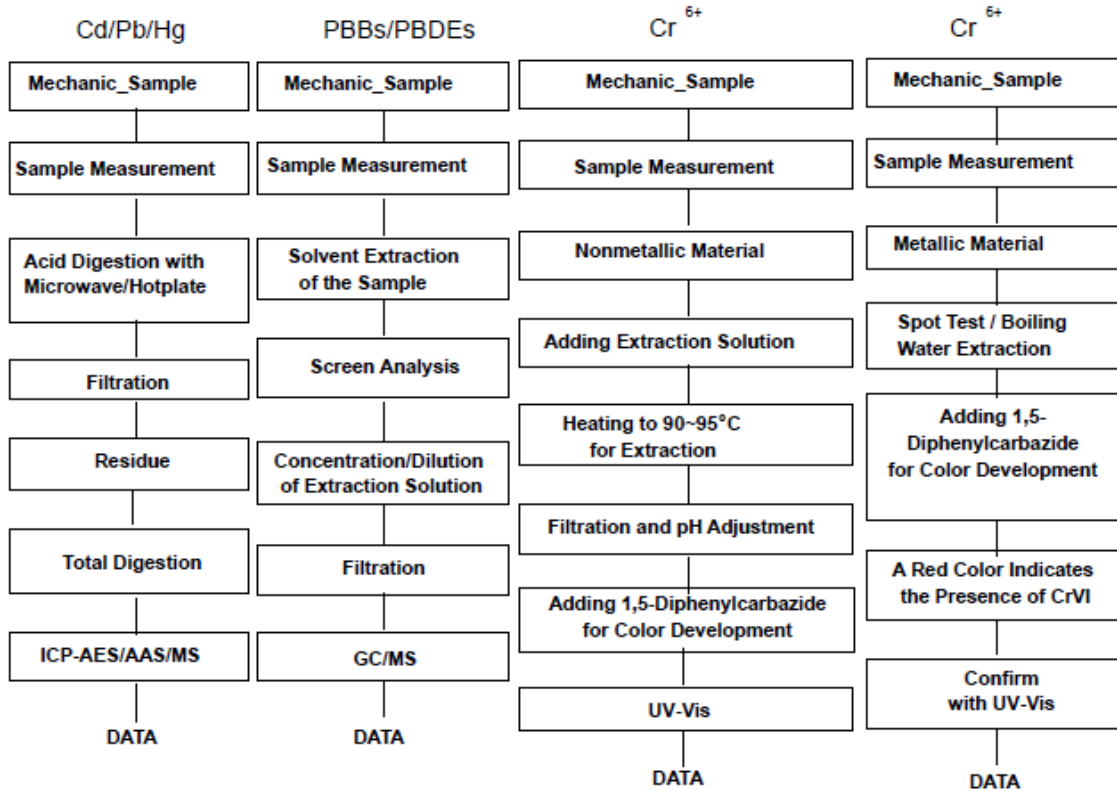 Cd/Pb/Hg
Mechanic_Sample
Sample Measurement
Acid Digestion with
Microwave/Hotplate
Filtration
Residue
Total Digestion
ICP-AES/AAS/MS
DATA
PBBs/PBDEs
Mechanic_Sample
Sample Measurement
Solvent Extraction
of the Sample
Screen Analysis
Concentration/Dilution
of Extraction Solution
Filtration
GC/MS
DATA
Cr 6+
Mechanic_Sample
Sample Measurement
Nonmetallic Material
Adding Extraction Solution
Heating to 90~95°C
for Extraction
Filtration and pH Adjustment
Adding 1,5-Diphenylcarbazide
for Color Development
UV-Vis
DATA
Cr 6+
Mechanic_Sample
Sample Measurement
Metallic Material
Spot Test / Boiling
Water Extraction
Adding 1,5-
Diphenylcarbazide
for Color Development
A Red Color Indicates
the Presence of CrVI
Confirm
with UV-Vis
DATA